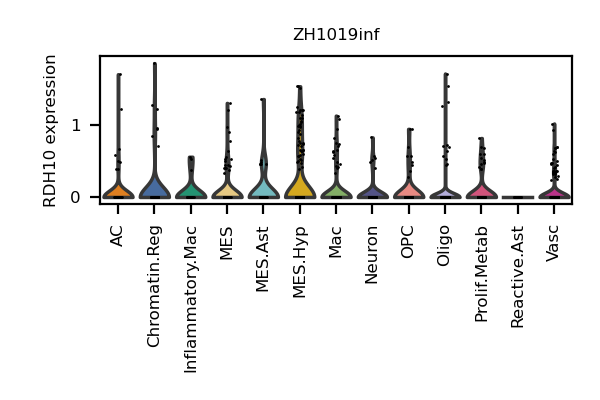 ZH1019inf
RDH10 expression
1
0
AC
Chromatin.Reg
Inflammatory.Mac
MES
MES.Ast
MES.Hyp
Mac
Neuron
OPC
Oligo
Prolif.Metab
Reactive.Ast
Vasc